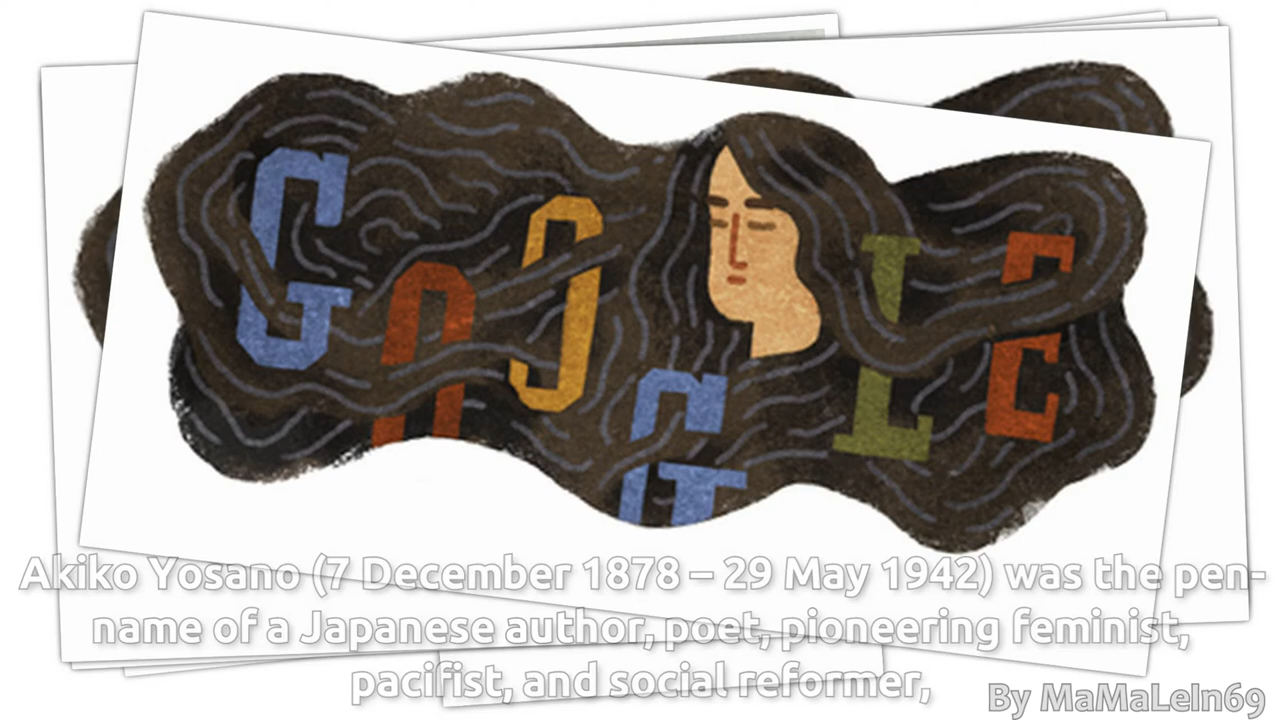 GOOGLE
Akiko Yosano (7 December 1878 – 29 May 1942) was the pen-
name of a Japanese author, poet, pioneering feminist,
pacifist, and social reformer,
By MaMaLeIn69